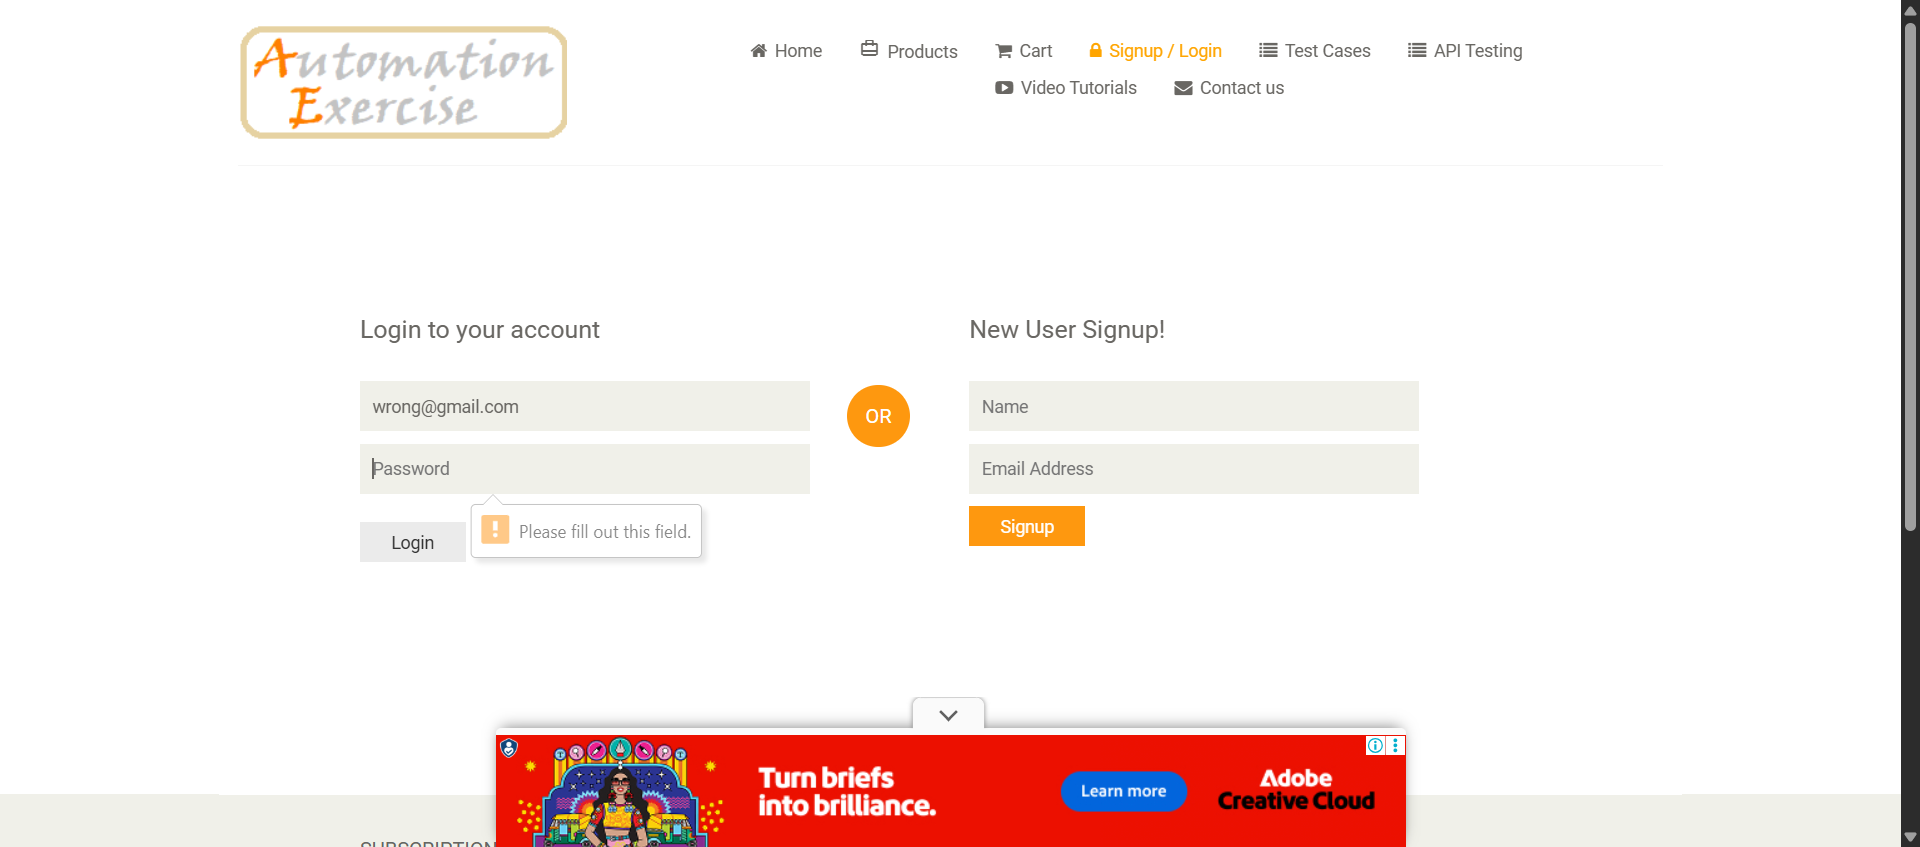 Automation
Exercise
Home
Products
Cart
Signup / Login
Test Cases
API Testing
Video Tutorials
Contact us
Login to your account
New User Signup!
wrong@gmail.com
OR
Name
Password
Email Address
Please fill out this field.
Login
Signup
Turn briefs
into brilliance.
Learn more
Adobe
Creative Cloud
SUBSCRIPTION